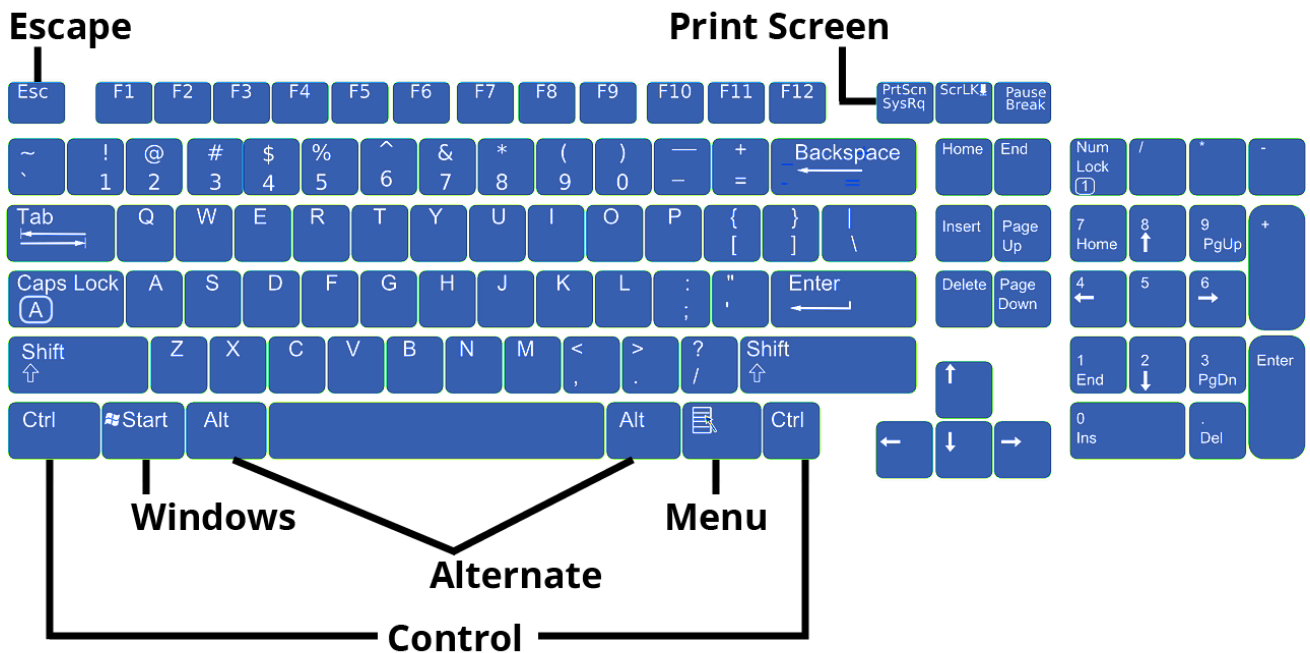 Escape
Print Screen
Esc F1 F2 F3 F4 F5 F6 F7 F8 F9 F10 F11 F12 PrtScn ScrLK Pause
SysRq Break
~ ! @ # $ % ^ & * ( ) — + Backspace Home End Num / * -
` 1 2 3 4 5 6 7 8 9 0 – = Lock
1
Tab Q W E R T Y U I O P { } | Insert Page 7 8 9 +
[ ] \ Up Home ↑ PgUp
Caps Lock A S D F G H J K L : " Enter Delete Page 4 5 6
A ; ' Down ← →
Shift Z X C V B N M < > ? Shift ↑ 1 2 3 Enter
⇧ , . / ⇧ End ↓ PgDn
Ctrl Start Alt Alt Ctrl ← ↓ → 0 .
Ins Del
Windows Menu
Alternate
Control